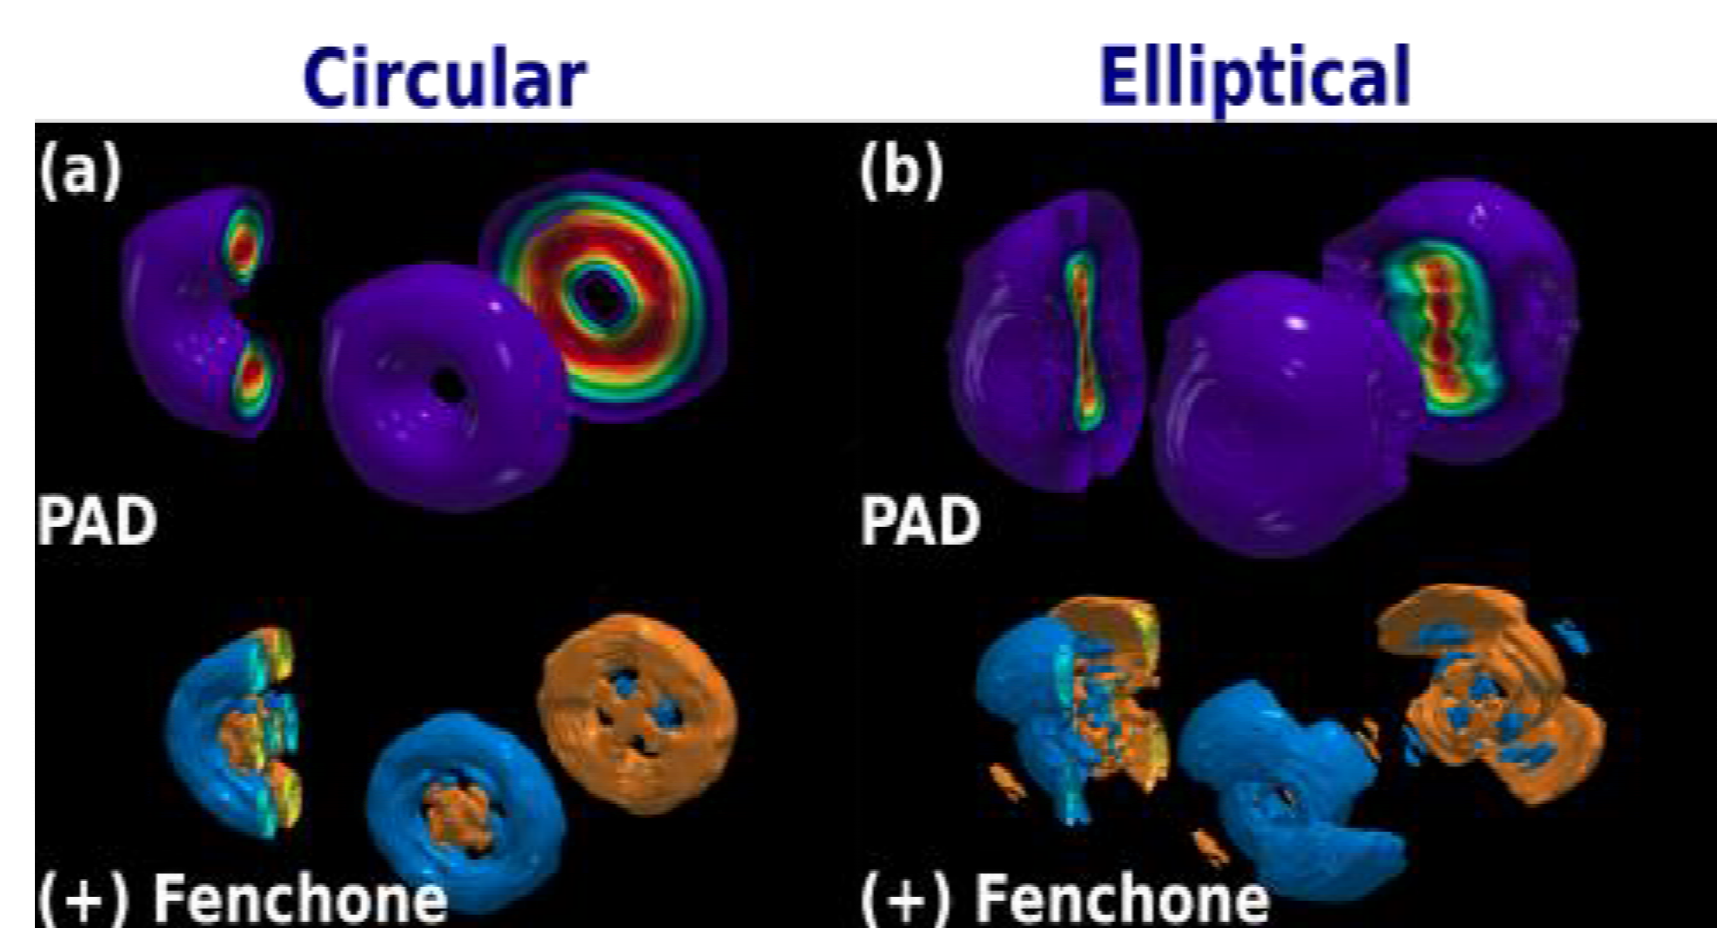 Circular
Elliptical
(a)
(b)
PAD
PAD
(+) Fenchone
(+) Fenchone